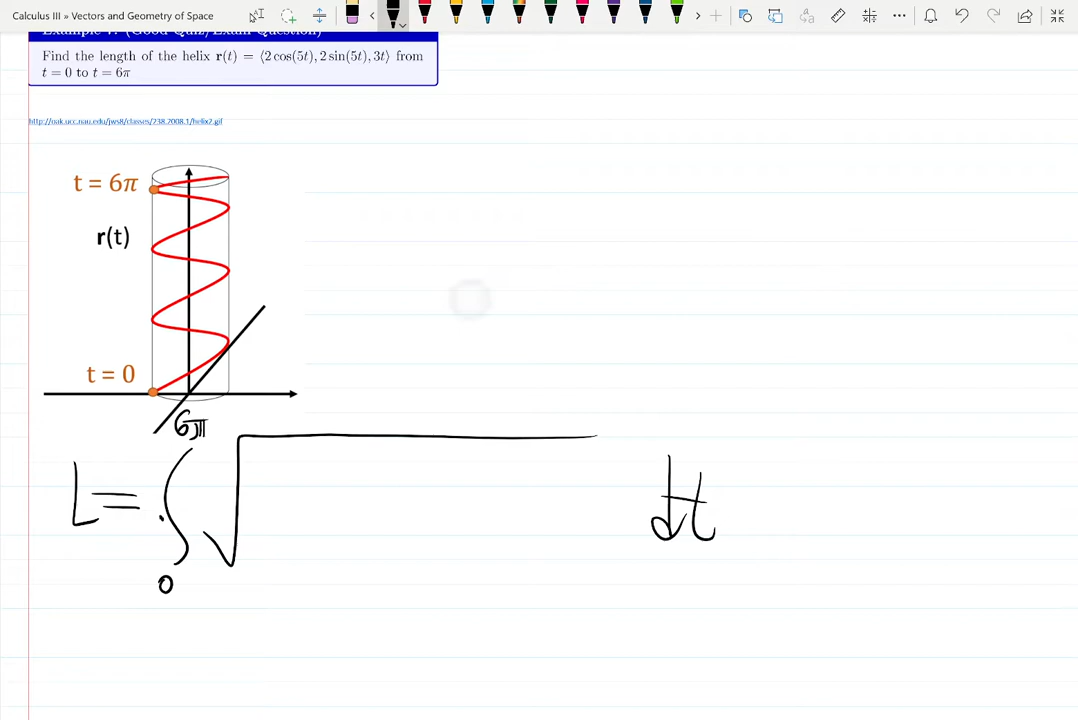 Calculus III » Vectors and Geometry of Space
Example 7. (Good Quiz/Exam Question)
Find the length of the helix r(t) = ⟨2 cos(5t), 2 sin(5t), 3t⟩ from
t = 0 to t = 6π
http://oak.ucc.nau.edu/jws8/classes/238.2008.1/helix2.gif
t = 6π
r(t)
t = 0
6π
L = ∫ √ dt
0